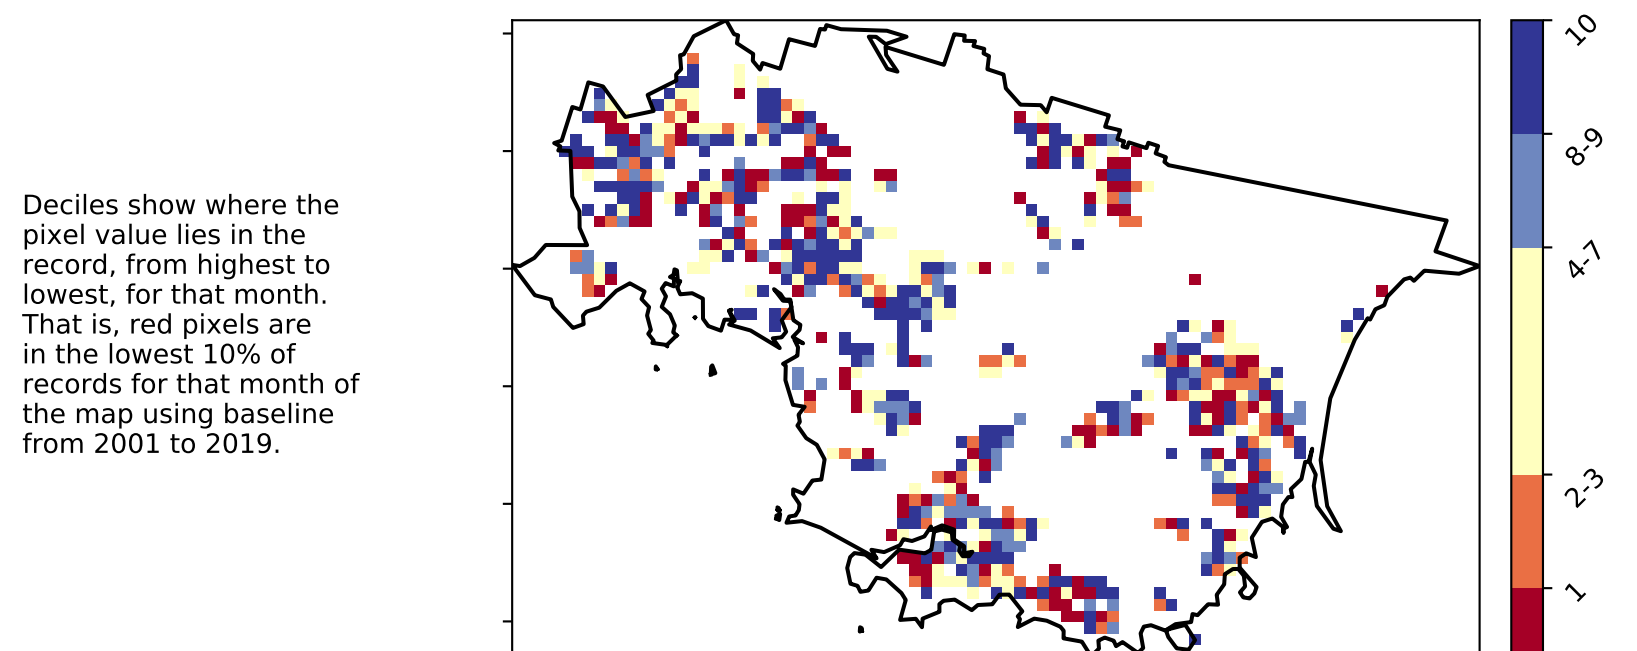 Deciles show where the
pixel value lies in the
record, from highest to
lowest, for that month.
That is, red pixels are
in the lowest 10% of
records for that month of
the map using baseline
from 2001 to 2019.
10
8-9
4-7
2-3
1